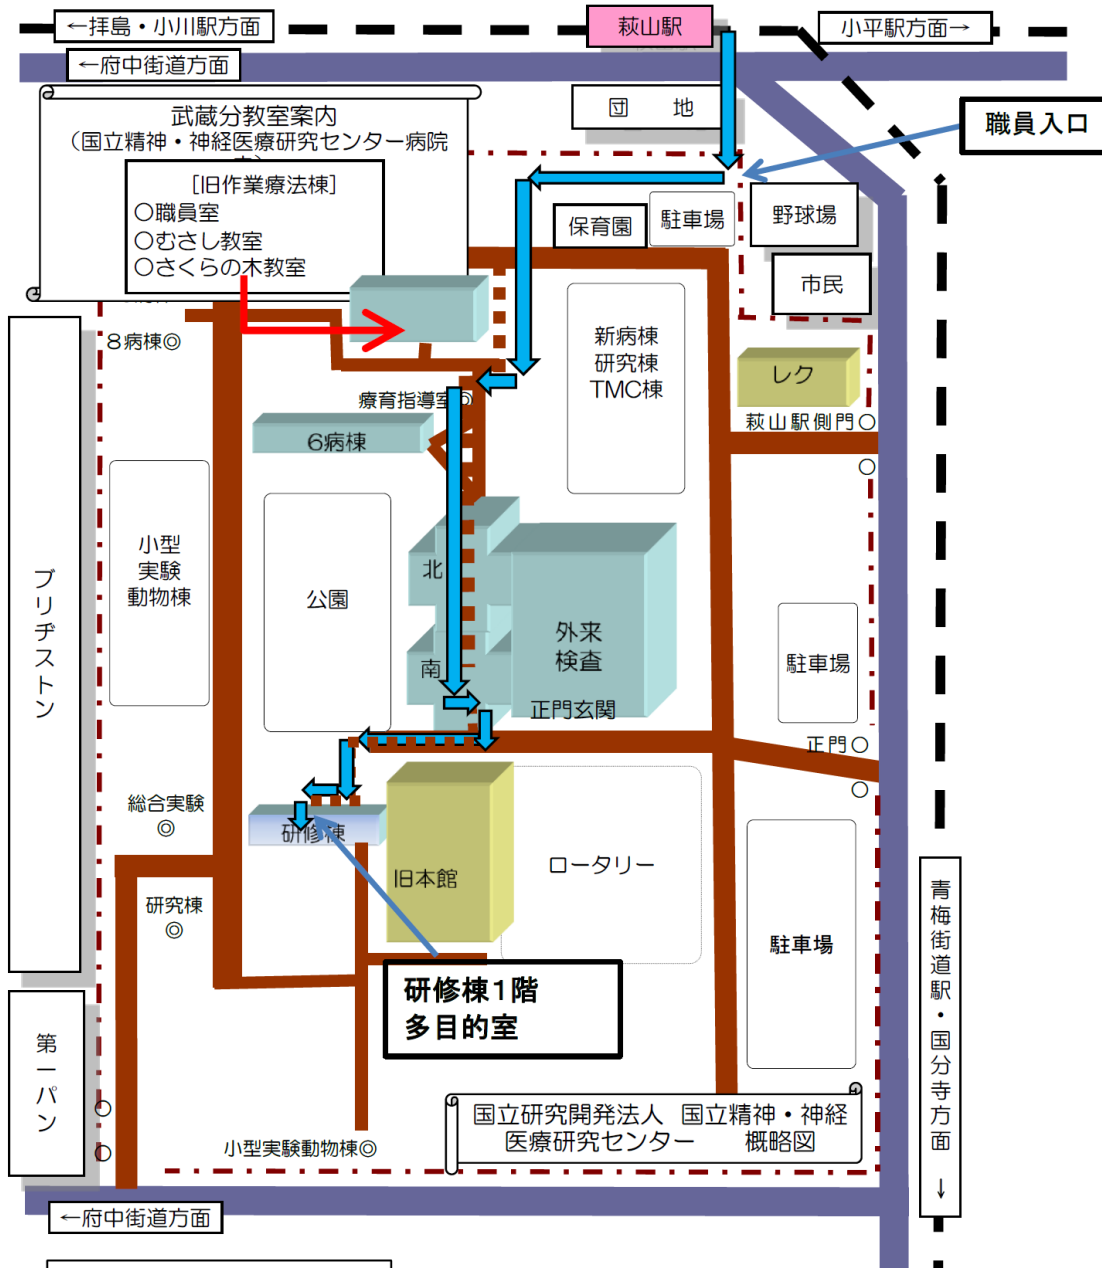 ←拝島・小川駅方面
萩山駅
小平駅方面→
←府中街道方面
団　地
職員入口
武蔵分教室案内
（国立精神・神経医療研究センター病院
［旧作業療法棟］
○職員室
○むさし教室
○さくらの木教室
保育園
駐車場
野球場
市民
8病棟◎
新病棟
研究棟
TMC棟
レク
療育指導室◎
萩山駅側門○
6病棟
小型
実験
動物棟
公園
北
外来
検査
南
正門玄関
駐車場
正門○
ブリヂストン
総合実験
◎
研修棟
旧本館
ロータリー
研究棟
◎
駐車場
青梅街道駅・国分寺方面　↓
研修棟1階
多目的室
第一パン
国立研究開発法人　国立精神・神経
医療研究センター　　概略図
小型実験動物棟◎
←府中街道方面